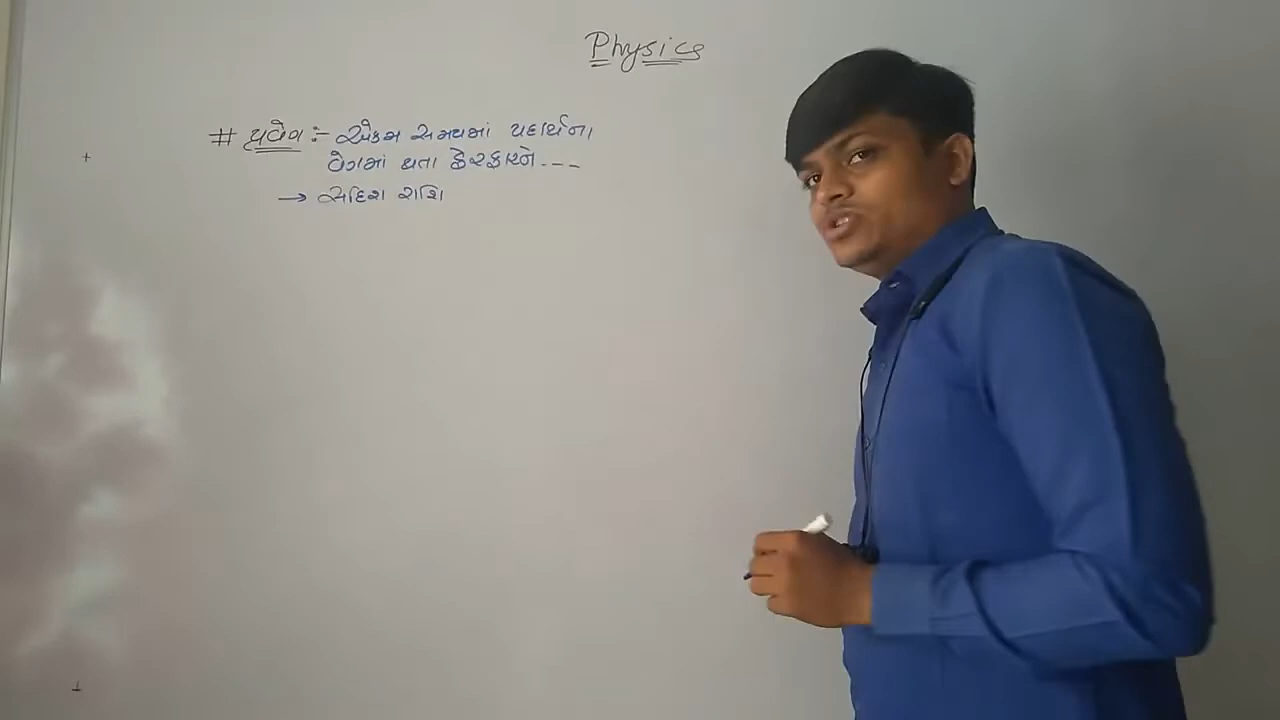 Physics
# પ્રવેગ :- એકમ સમયમાં પદાર્થના
વેગમાં થતા ફેરફારને ---
→ સદિશ રાશિ